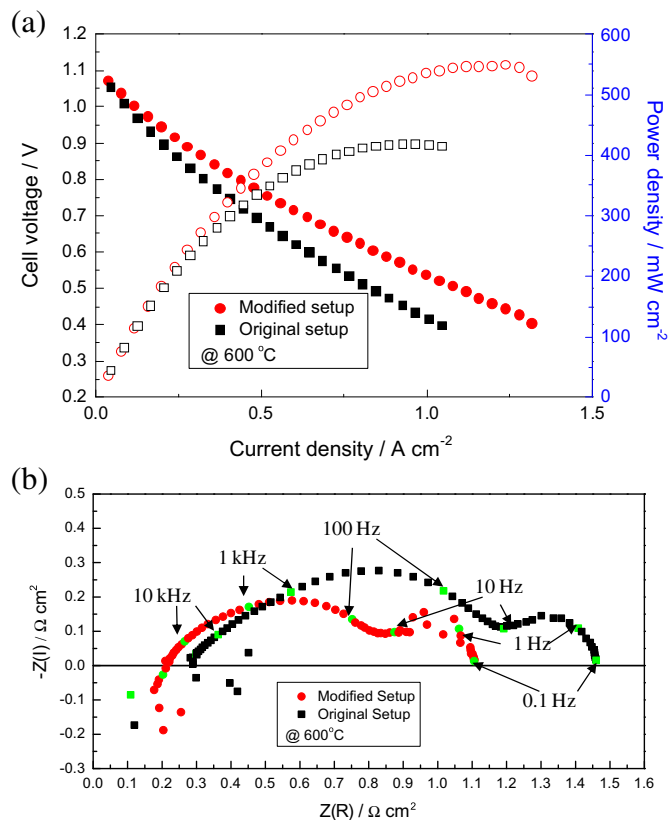 (a)
1.2
1.1
1.0
0.9
0.8
0.7
0.6
0.5
0.4
0.3
0.2
Cell voltage / V
600
500
400
300
200
100
0
Power density / mW cm-2
Modified setup
Original setup
@ 600 oC
0.0
0.5
1.0
1.5
Current density / A cm-2
(b)
0.5
0.4
0.3
0.2
0.1
0.0
-0.1
-0.2
-0.3
-Z(I) / Ω cm2
100 Hz
1 kHz
10 kHz
10 Hz
1 Hz
0.1 Hz
Modified Setup
Original Setup
@ 600°C
0.0 0.1 0.2 0.3 0.4 0.5 0.6 0.7 0.8 0.9 1.0 1.1 1.2 1.3 1.4 1.5 1.6
Z(R) / Ω cm2